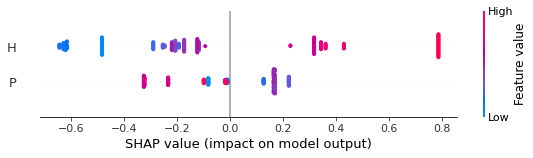 High
H
P
Feature value
Low
−0.6 −0.4 −0.2 0.0 0.2 0.4 0.6 0.8
SHAP value (impact on model output)